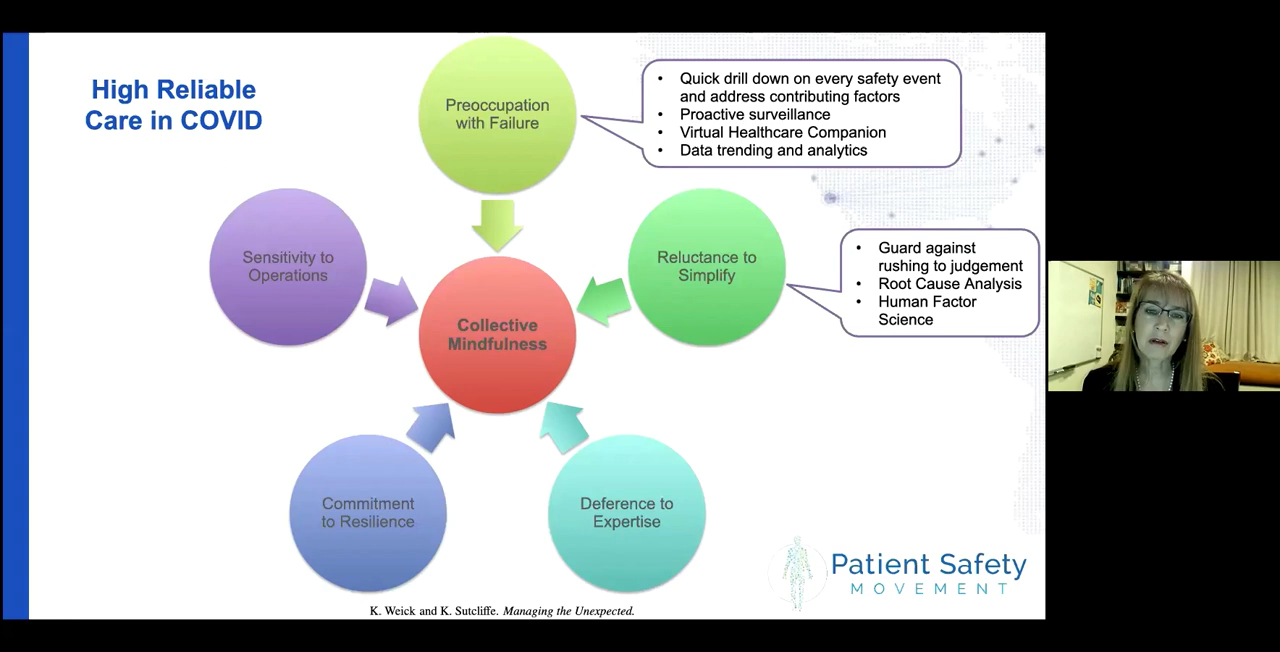 High Reliable
Care in COVID
Preoccupation
with Failure
• Quick drill down on every safety event
and address contributing factors
• Proactive surveillance
• Virtual Healthcare Companion
• Data trending and analytics
Sensitivity to
Operations
Reluctance to
Simplify
• Guard against
rushing to judgement
• Root Cause Analysis
• Human Factor
Science
Collective
Mindfulness
Commitment
to Resilience
Deference to
Expertise
Patient Safety
MOVEMENT
K. Weick and K. Sutcliffe. Managing the Unexpected.